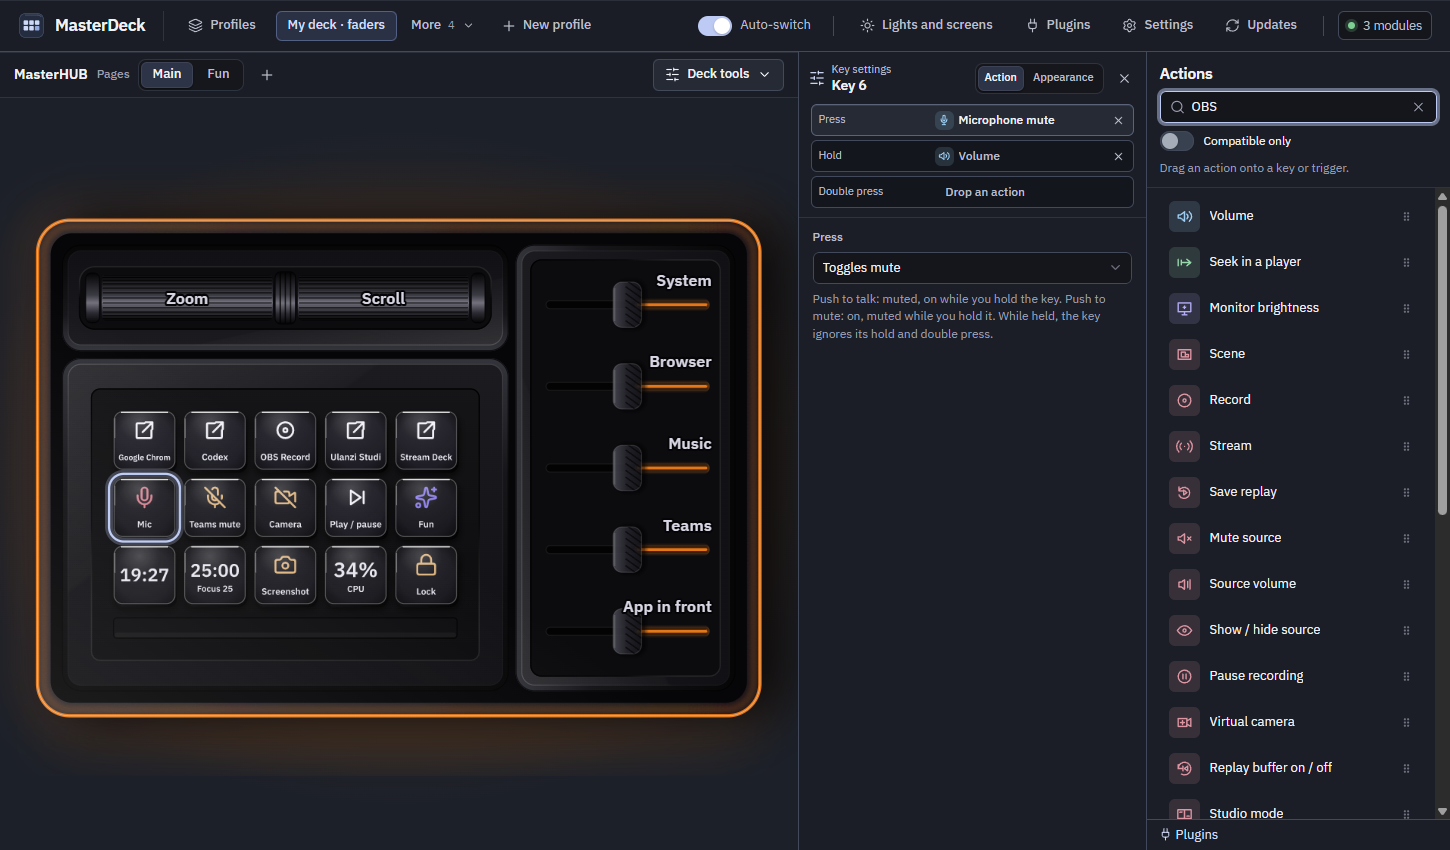 MasterDeck
Profiles
My deck · faders
More 4
New profile
Auto-switch
Lights and screens
Plugins
Settings
Updates
3 modules
MasterHUB Pages
Main
Fun
Deck tools
Zoom
Scroll
System
Browser
Music
Teams
App in front
Google Chrom
Codex
OBS Record
Ulanzi Studi
Stream Deck
Mic
Teams mute
Camera
Play / pause
Fun
19:27
25:00
Focus 25
Screenshot
34%
CPU
Lock
Key settings
Key 6
Action
Appearance
Press
Microphone mute
Hold
Volume
Double press
Drop an action
Press
Toggles mute
Push to talk: muted, on while you hold the key. Push to
mute: on, muted while you hold it. While held, the key
ignores its hold and double press.
Actions
OBS
Compatible only
Drag an action onto a key or trigger.
Volume
Seek in a player
Monitor brightness
Scene
Record
Stream
Save replay
Mute source
Source volume
Show / hide source
Pause recording
Virtual camera
Replay buffer on / off
Studio mode
Plugins